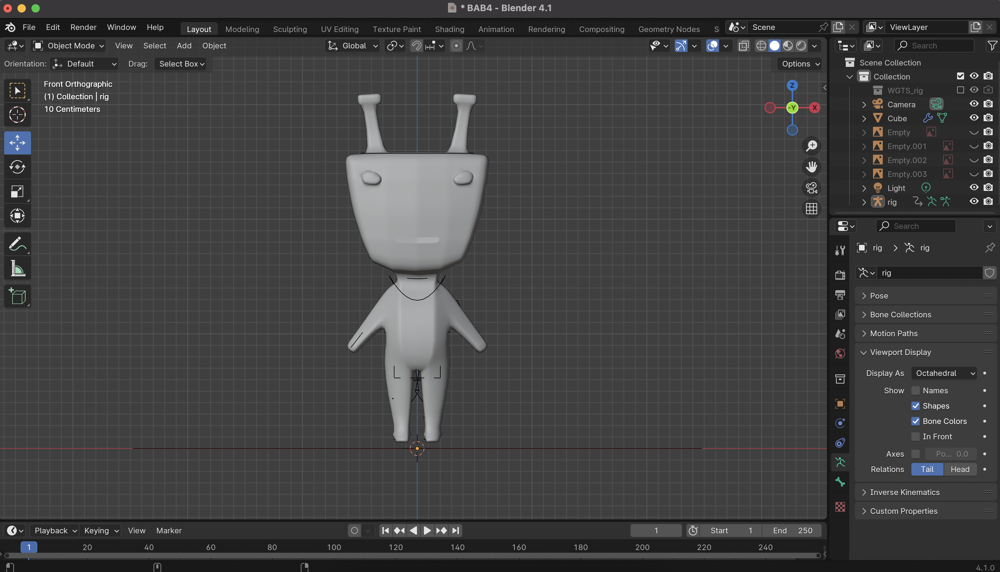 * BAB4 - Blender 4.1
File Edit Render Window Help
Layout Modeling Sculpting UV Editing Texture Paint Shading Animation Rendering Compositing Geometry Nodes
Scene
ViewLayer
Object Mode View Select Add Object
Global
Search
Orientation: Default Drag: Select Box
Options
Front Orthographic
(1) Collection | rig
10 Centimeters
Z
-Y
X
Scene Collection
Collection
WGTS_rig
Camera
Cube
Empty
Empty.001
Empty.002
Empty.003
Light
rig
Search
rig > rig
rig
Pose
Bone Collections
Motion Paths
Viewport Display
Display As Octahedral
Show Names
Shapes
Bone Colors
In Front
Axes Po... 0.0
Relations Tail Head
Inverse Kinematics
Custom Properties
Playback Keying View Marker
1 Start 1 End 250
1 20 40 60 80 100 120 140 160 180 200 220 240
4.1.0